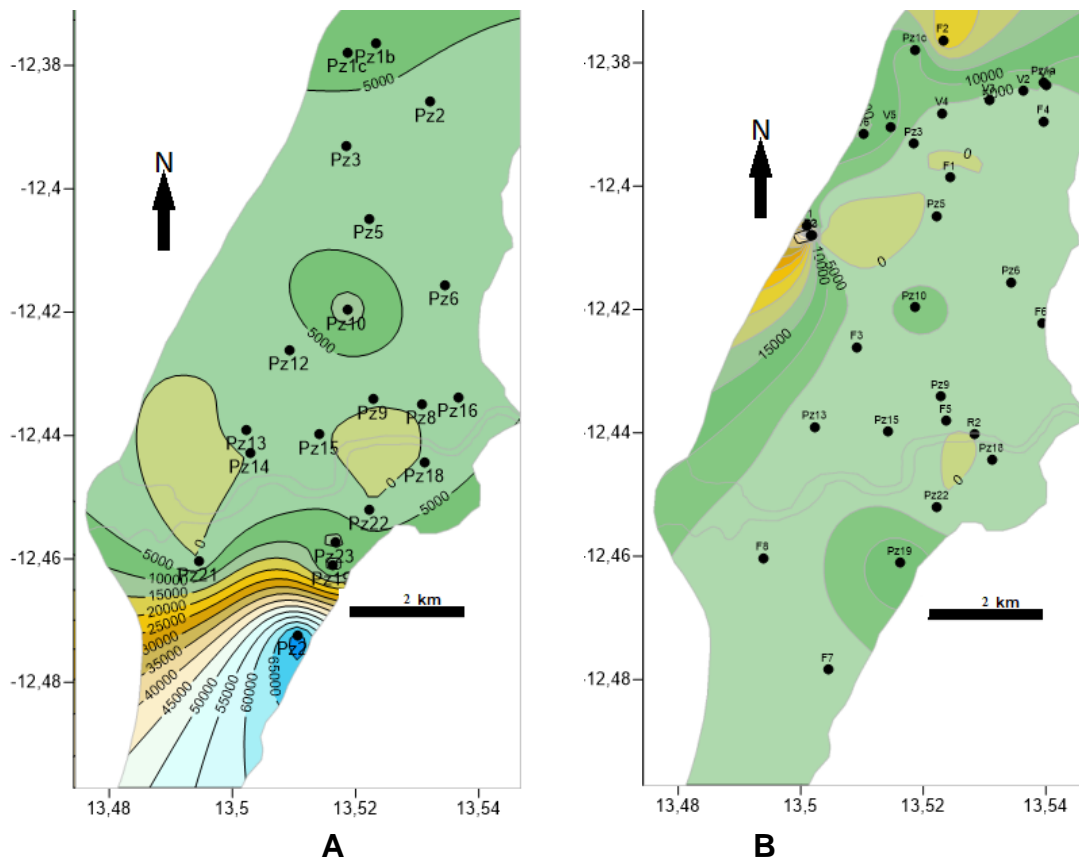 -12,38
-12,4
-12,42
-12,44
-12,46
-12,48
13,48
13,5
13,52
13,54
N
Pz1b
Pz1c
5000
Pz2
Pz3
Pz5
Pz6
Pz10
5000
Pz12
Pz9
Pz8
Pz16
Pz13
Pz15
Pz14
Pz18
0
0
5000
Pz22
Pz23
Pz19
Pz21
5000
10000
15000
20000
25000
30000
35000
40000
45000
50000
55000
60000
65000
Pz2
2 km
A
-12,38
-12,4
-12,42
-12,44
-12,46
-12,48
13,48
13,5
13,52
13,54
N
F2
Pz1c
10000
V2
V3
F4
V4
V5
Pz3
0
F1
Pz5
0
5000
10000
15000
Pz6
Pz10
F6
F3
Pz9
F5
R2
Pz13
Pz15
Pz18
0
Pz22
F8
Pz19
F7
2 km
B